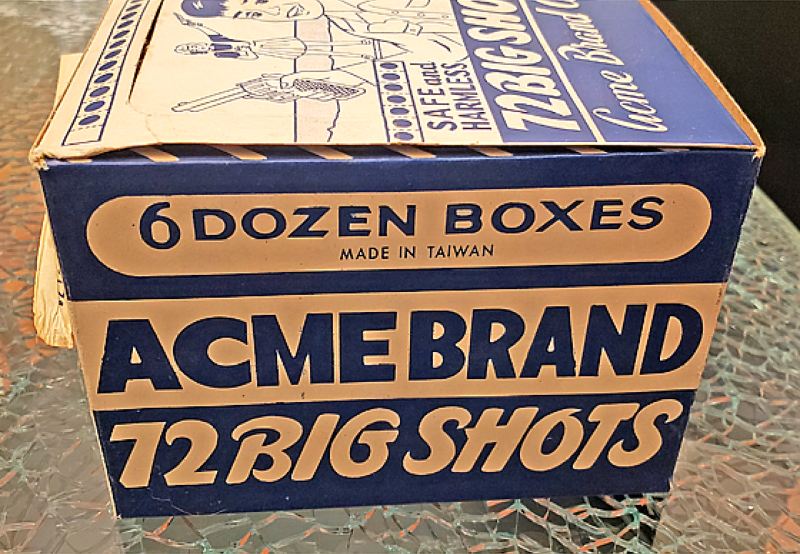 SAFE and
HARMLESS
72 BIG SHO
Acme Brand
6 DOZEN BOXES
MADE IN TAIWAN
ACME BRAND
72 BIG SHOTS